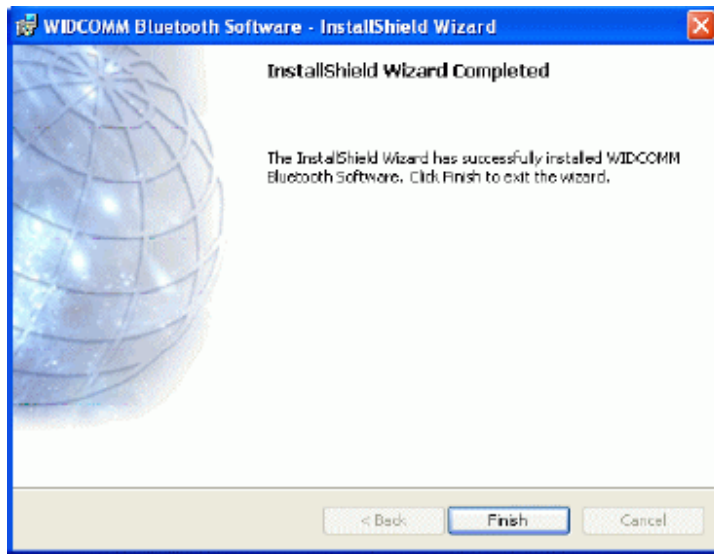 WIDCOMM Bluetooth Software - InstallShield Wizard
InstallShield Wizard Completed
The InstallShield Wizard has successfully installed WIDCOMM
Bluetooth Software. Click Finish to exit the wizard.
< Back
Finish
Cancel